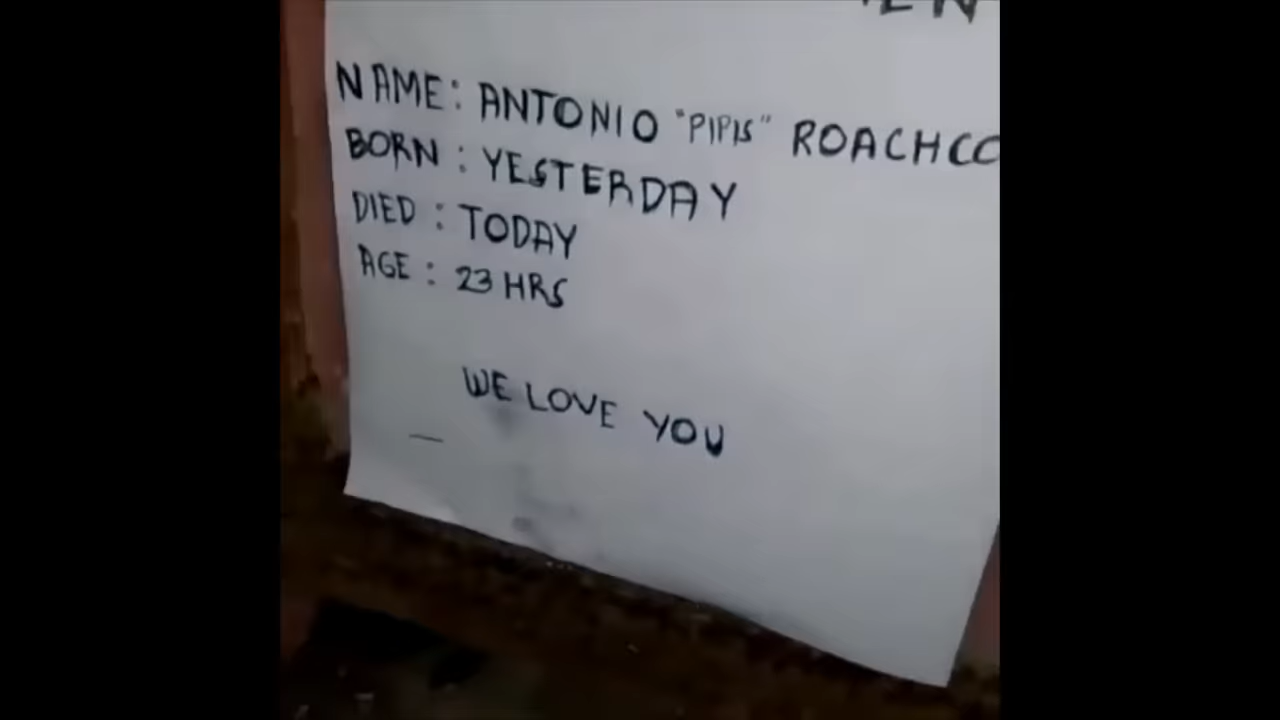 NAME: ANTONIO "PIPIS" ROACHCO
BORN : YESTERDAY
DIED : TODAY
AGE : 23 HRS
WE LOVE YOU